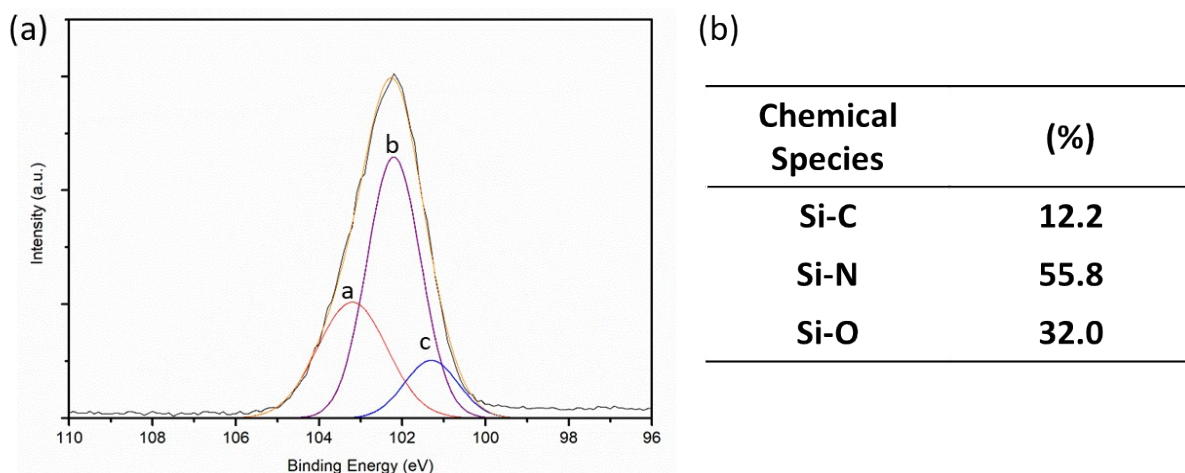 (a)
b
a
c
Intensity (a.u.)
110 108 106 104 102 100 98 96
Binding Energy (eV)
(b)
Chemical Species (%)
Si-C 12.2
Si-N 55.8
Si-O 32.0